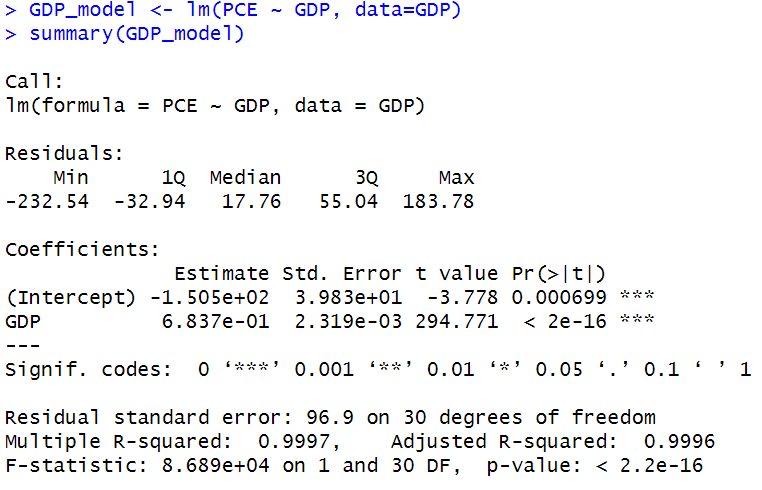 > GDP_model <- lm(PCE ~ GDP, data=GDP)
> summary(GDP_model)
Call:
lm(formula = PCE ~ GDP, data = GDP)
Residuals:
    Min      1Q  Median      3Q     Max
-232.54  -32.94   17.76   55.04  183.78
Coefficients:
              Estimate Std. Error t value Pr(>|t|)
(Intercept) -1.505e+02  3.983e+01  -3.778 0.000699 ***
GDP          6.837e-01  2.319e-03 294.771  < 2e-16 ***
---
Signif. codes:  0 ‘***’ 0.001 ‘**’ 0.01 ‘*’ 0.05 ‘.’ 0.1 ‘ ’ 1
Residual standard error: 96.9 on 30 degrees of freedom
Multiple R-squared:  0.9997,    Adjusted R-squared:  0.9996
F-statistic: 8.689e+04 on 1 and 30 DF,  p-value: < 2.2e-16